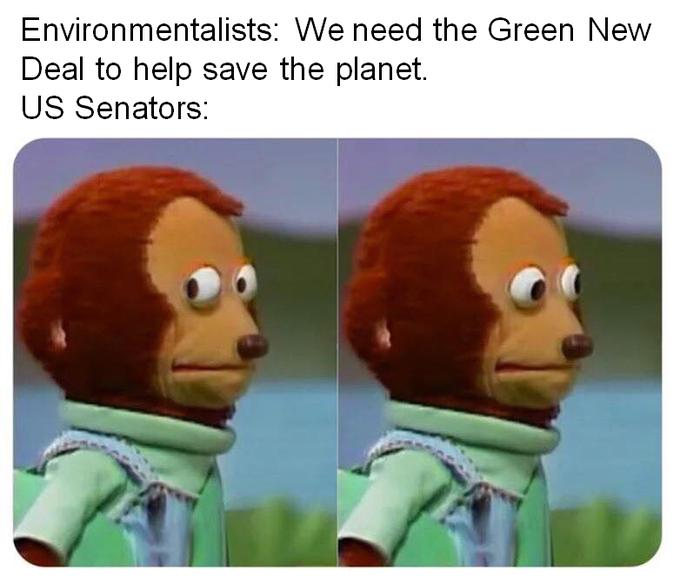 Environmentalists: We need the Green New
Deal to help save the planet.
US Senators: